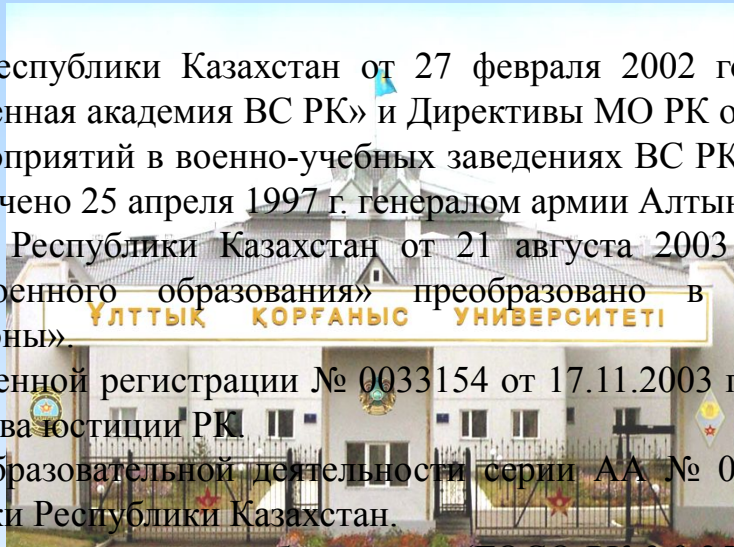 еспублики Казахстан от 27 февраля 2002 го
енная академия ВС РК» и Директивы МО РК о
оприятий в военно-учебных заведениях ВС РК
чено 25 апреля 1997 г. генералом армии Алтын
Республики Казахстан от 21 августа 2003
оенного образования» преобразовано в
ҰЛТТЫҚ ҚОРҒАНЫС УНИВЕРСИТЕТІ
оны».
енной регистрации № 0033154 от 17.11.2003 г
ва юстиции РК.
бразовательной деятельности серии АА № 0
ки Республики Казахстан.